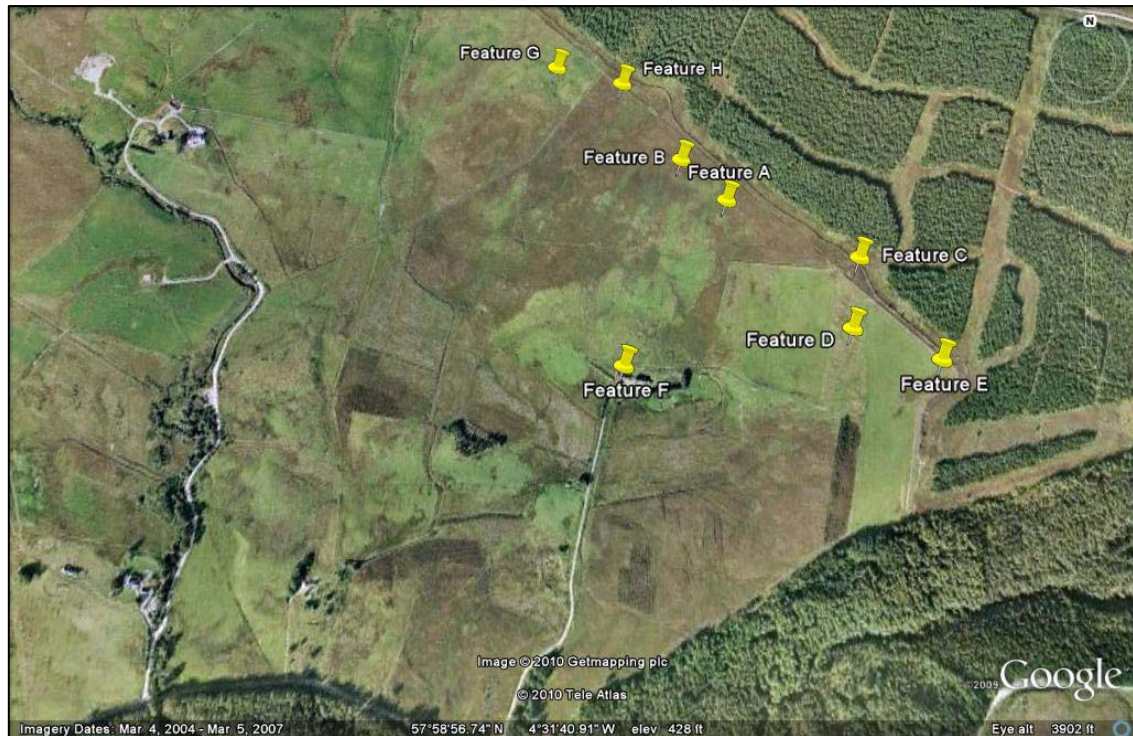 N
Feature G
Feature H
Feature B
Feature A
Feature C
Feature D
Feature E
Feature F
Image © 2010 Getmapping plc
© 2010 Tele Atlas
©2009 Google
Imagery Dates: Mar 4, 2004 - Mar 5, 2007 57°58'56.74" N 4°31'40.91" W elev 428 ft Eye alt 3902 ft